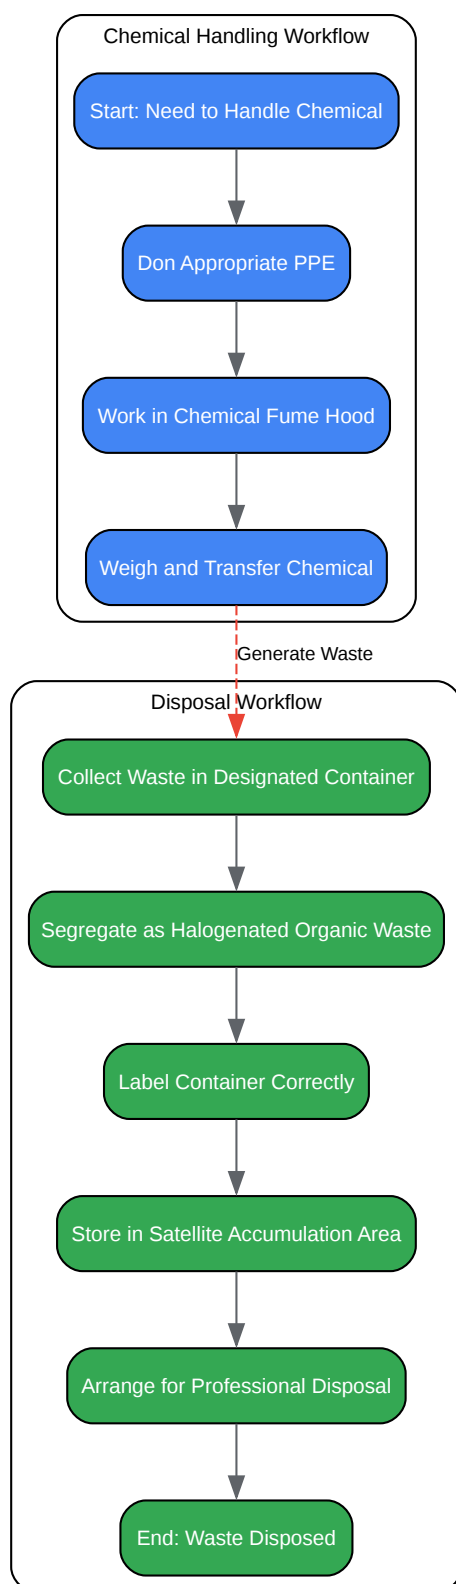 Chemical Handling Workflow
Start: Need to Handle Chemical
Don Appropriate PPE
Work in Chemical Fume Hood
Weigh and Transfer Chemical
Generate Waste
Disposal Workflow
Collect Waste in Designated Container
Segregate as Halogenated Organic Waste
Label Container Correctly
Store in Satellite Accumulation Area
Arrange for Professional Disposal
End: Waste Disposed